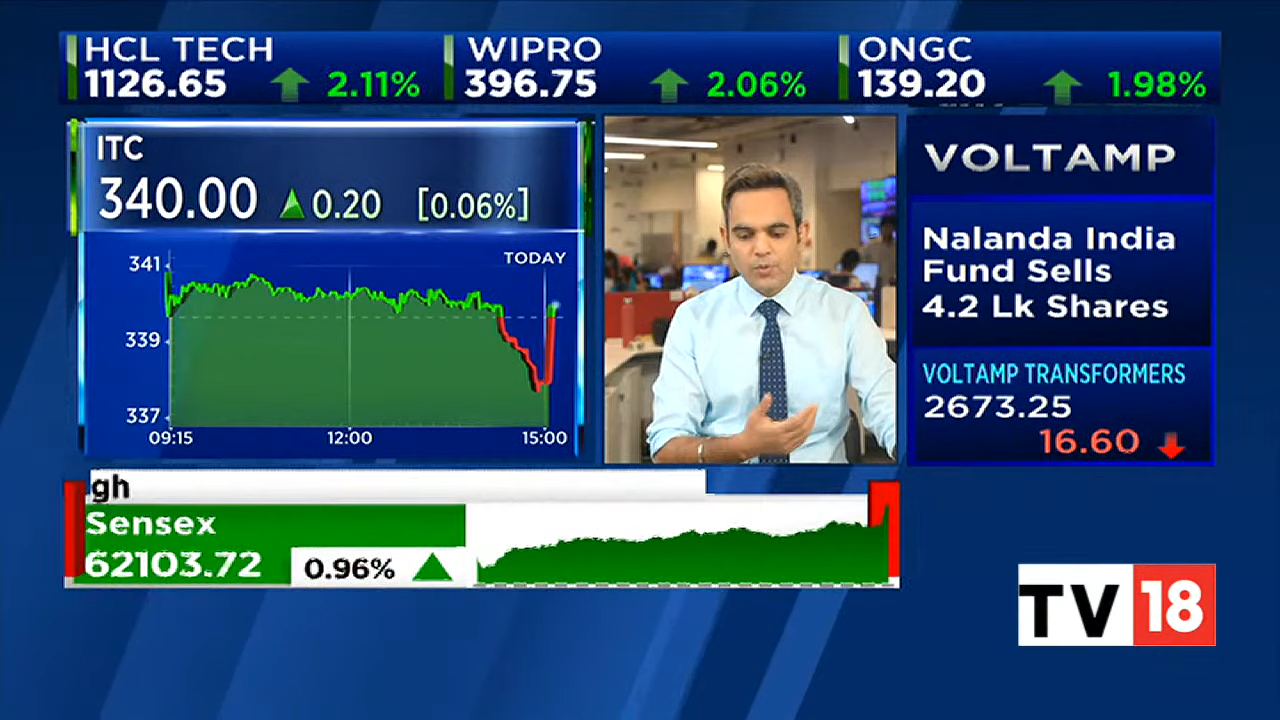 HCL TECH
1126.65 2.11%
WIPRO
396.75 2.06%
ONGC
139.20 1.98%
ITC
340.00 0.20 [0.06%]
TODAY
341
339
337
09:15 12:00 15:00
VOLTAMP
Nalanda India
Fund Sells
4.2 Lk Shares
VOLTAMP TRANSFORMERS
2673.25
16.60
gh
Sensex
62103.72 0.96%
TV18